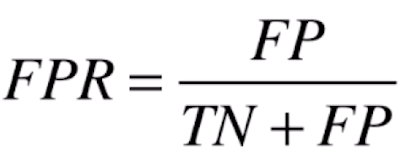 FPR = FP / TN + FP